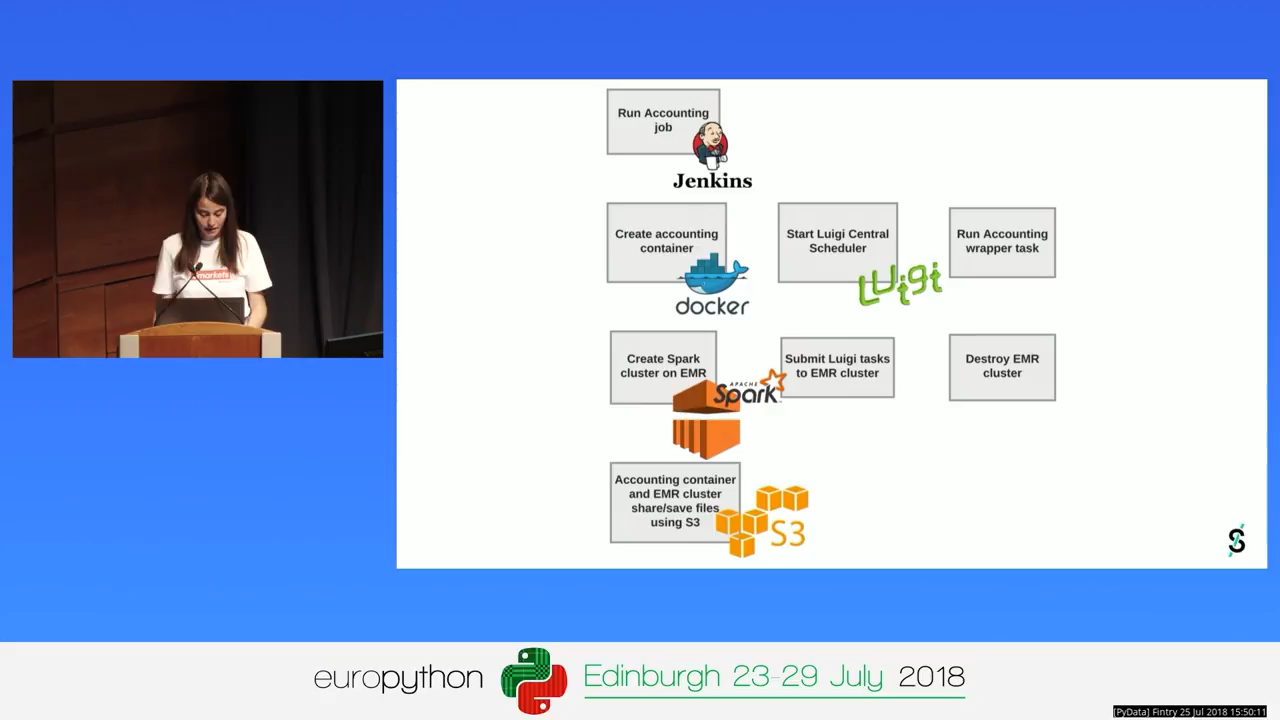 Run Accounting
job
Jenkins
Create accounting
container
docker
Start Luigi Central
Scheduler
LUigi
Run Accounting
wrapper task
Create Spark
cluster on EMR
APACHE
Spark
Submit Luigi tasks
to EMR cluster
Destroy EMR
cluster
Accounting container
and EMR cluster
share/save files
using S3
S3
markets
europython
Edinburgh 23-29 July 2018
[PyData] Fintry 25 Jul 2018 15:50:11